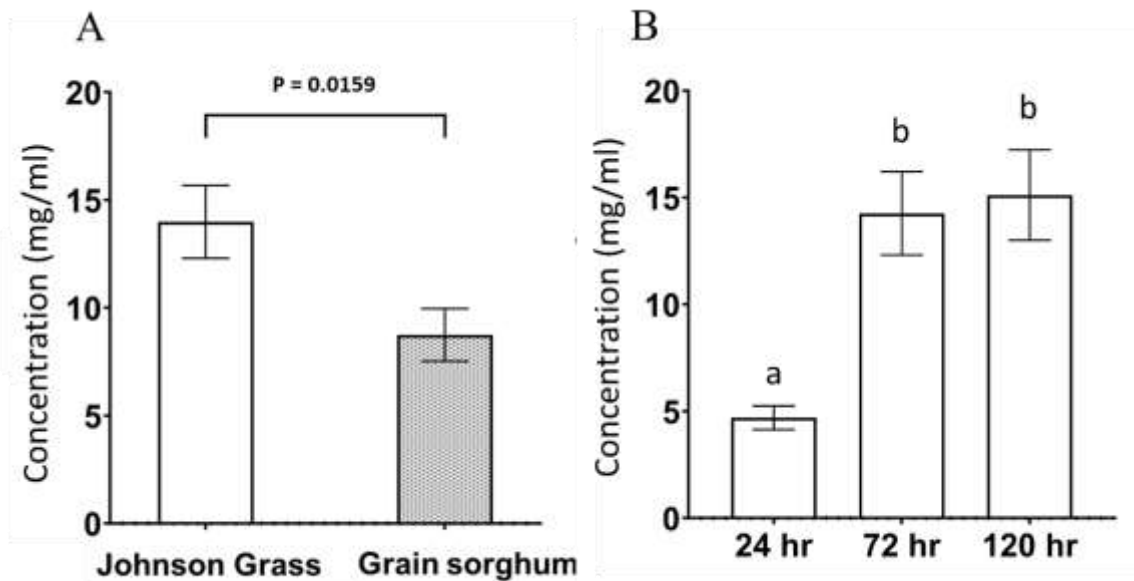 A
P = 0.0159
Concentration (mg/ml)
20
15
10
5
0
Johnson Grass
Grain sorghum
B
Concentration (mg/ml)
20
15
10
5
0
a
b
b
24 hr
72 hr
120 hr